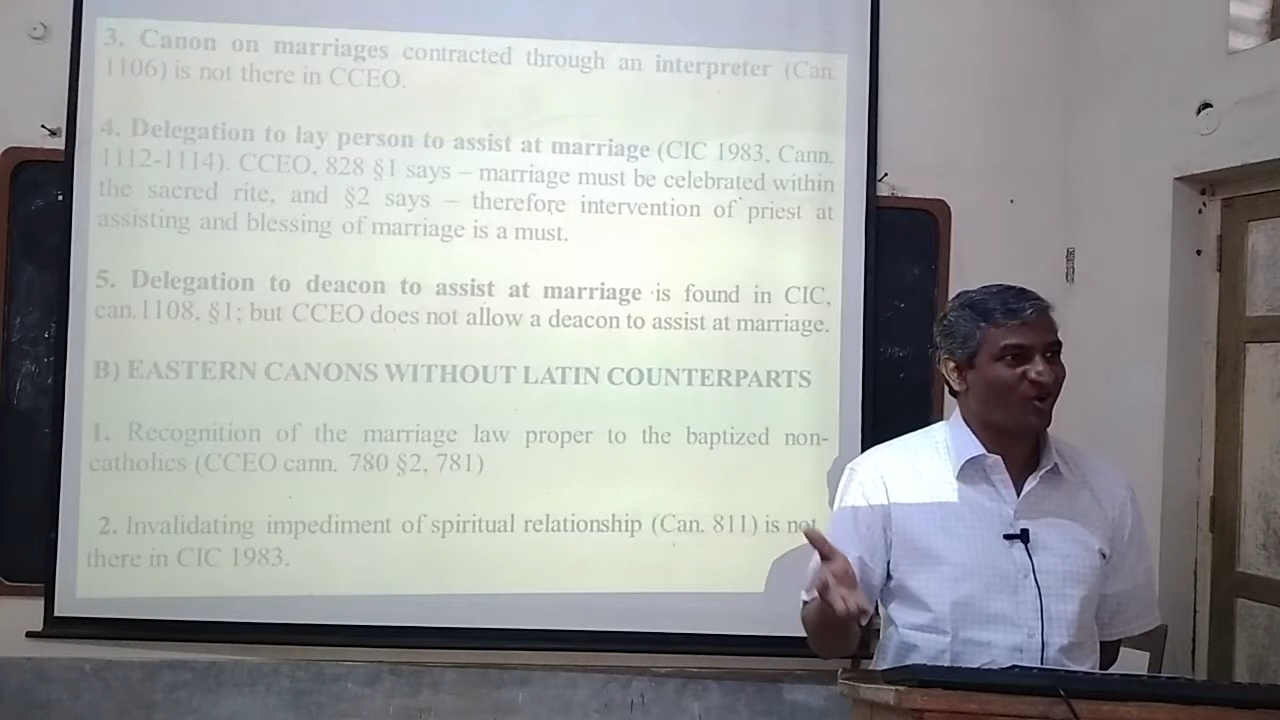 3. Canon on marriages contracted through an interpreter (Can.
1106) is not there in CCEO.
4. Delegation to lay person to assist at marriage (CIC 1983, Cann.
1112-1114). CCEO, 828 §1 says – marriage must be celebrated within
the sacred rite, and §2 says – therefore intervention of priest at
assisting and blessing of marriage is a must.
5. Delegation to deacon to assist at marriage is found in CIC,
can.1108, §1; but CCEO does not allow a deacon to assist at marriage.
B) EASTERN CANONS WITHOUT LATIN COUNTERPARTS
1. Recognition of the marriage law proper to the baptized non-
catholics (CCEO cann. 780 §2, 781)
2. Invalidating impediment of spiritual relationship (Can. 811) is not
there in CIC 1983.